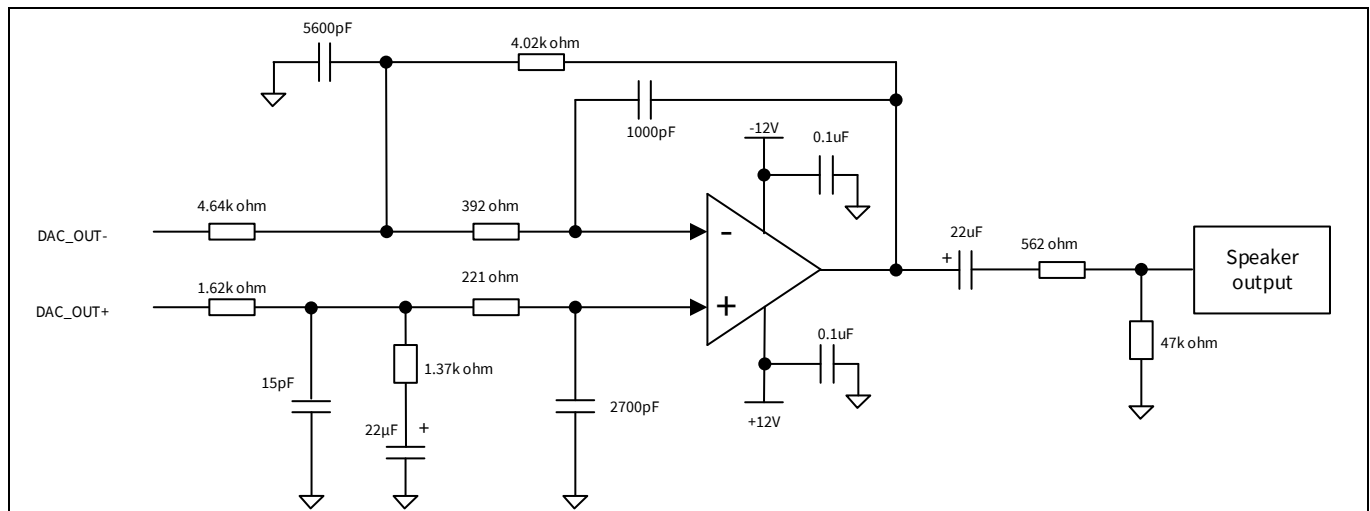 5600pF
4.02k ohm
1000pF
-12V
0.1uF
4.64k ohm
392 ohm
DAC_OUT-
-
22uF
+
562 ohm
Speaker
output
1.62k ohm
221 ohm
DAC_OUT+
+
0.1uF
47k ohm
1.37k ohm
15pF
2700pF
22µF
+
+12V